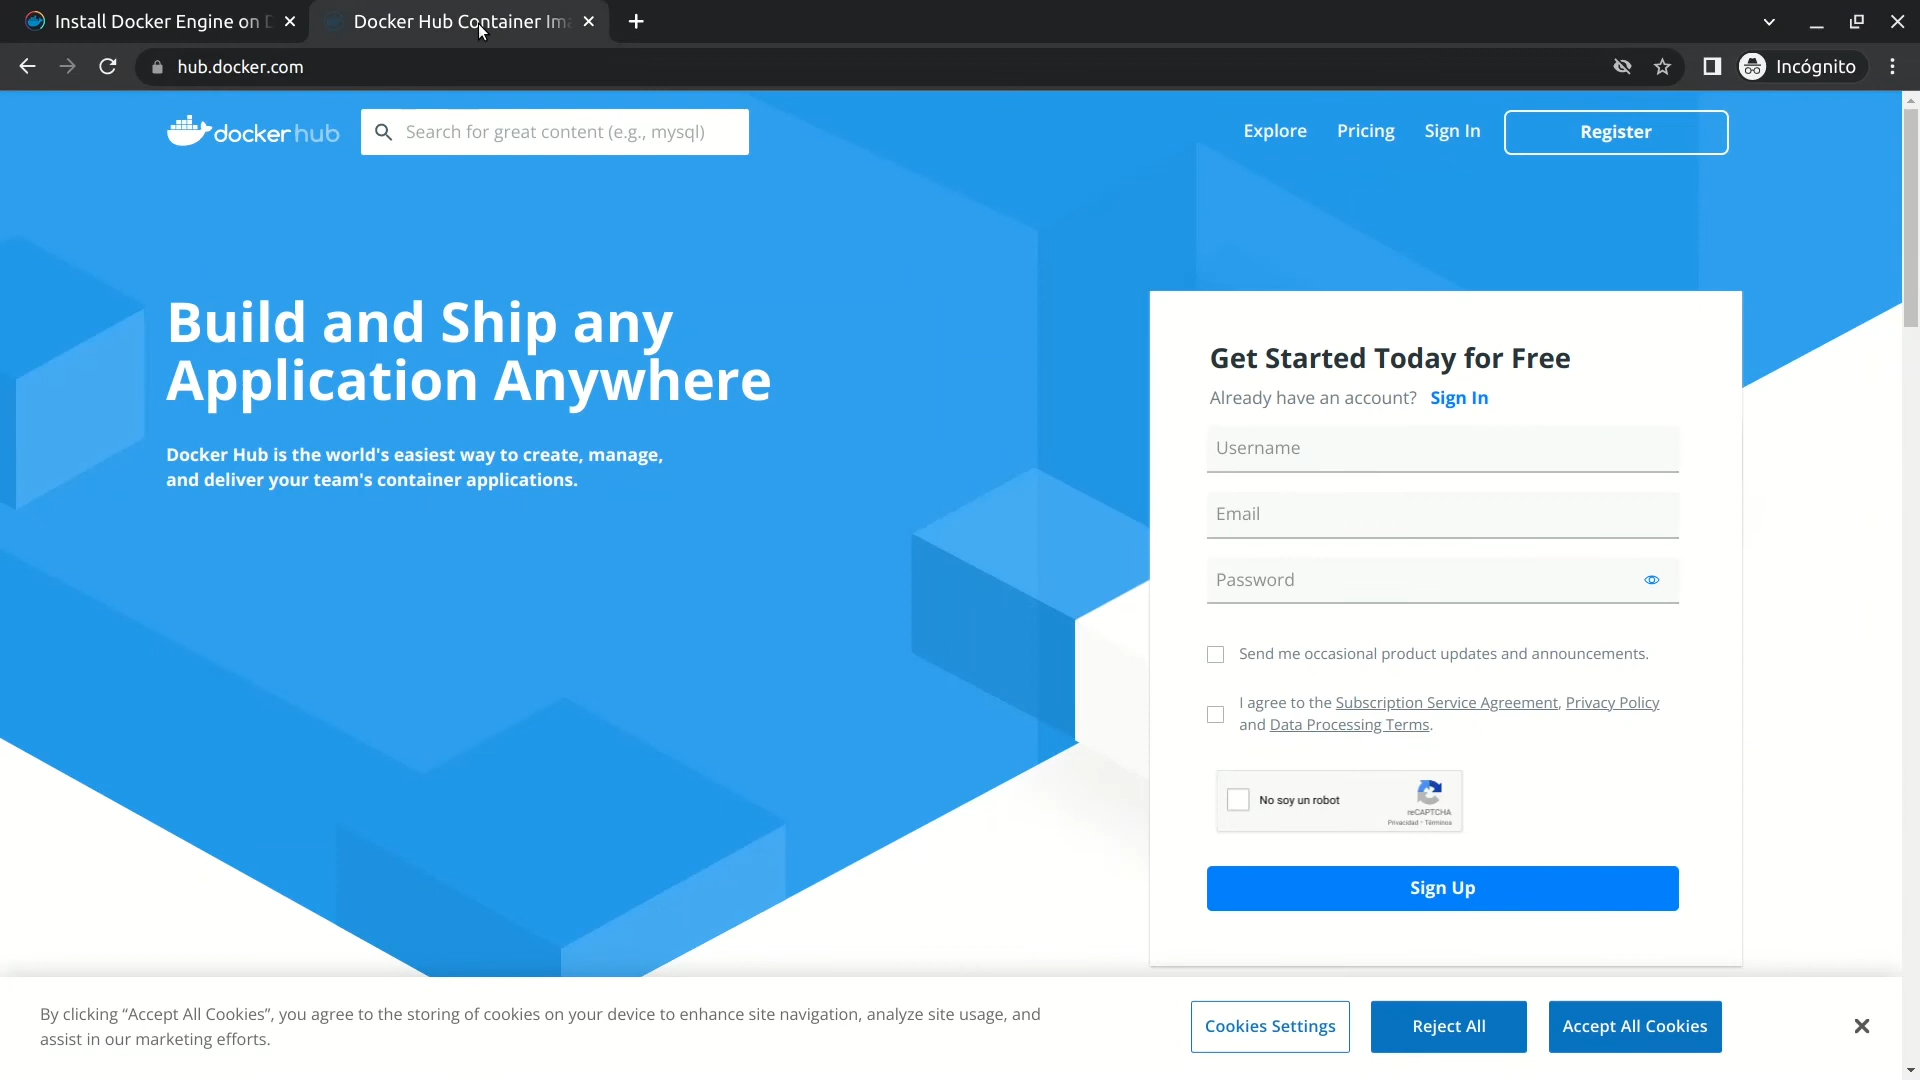 Install Docker Engine on D
Docker Hub Container Ima
hub.docker.com
Incógnito
docker hub
Search for great content (e.g., mysql)
Explore
Pricing
Sign In
Register
Build and Ship any
Application Anywhere
Docker Hub is the world's easiest way to create, manage,
and deliver your team's container applications.
Get Started Today for Free
Already have an account? Sign In
Username
Email
Password
Send me occasional product updates and announcements.
I agree to the Subscription Service Agreement, Privacy Policy
and Data Processing Terms.
No soy un robot
reCAPTCHA
Privacidad - Términos
Sign Up
By clicking “Accept All Cookies”, you agree to the storing of cookies on your device to enhance site navigation, analyze site usage, and
assist in our marketing efforts.
Cookies Settings
Reject All
Accept All Cookies